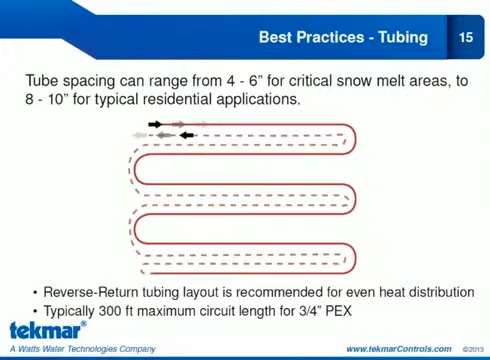 Best Practices - Tubing 15
Tube spacing can range from 4 - 6” for critical snow melt areas, to
8 - 10” for typical residential applications.
• Reverse-Return tubing layout is recommended for even heat distribution
• Typically 300 ft maximum circuit length for 3/4” PEX
tekmar®
A Watts Water Technologies Company
www.tekmarControls.com ©2013